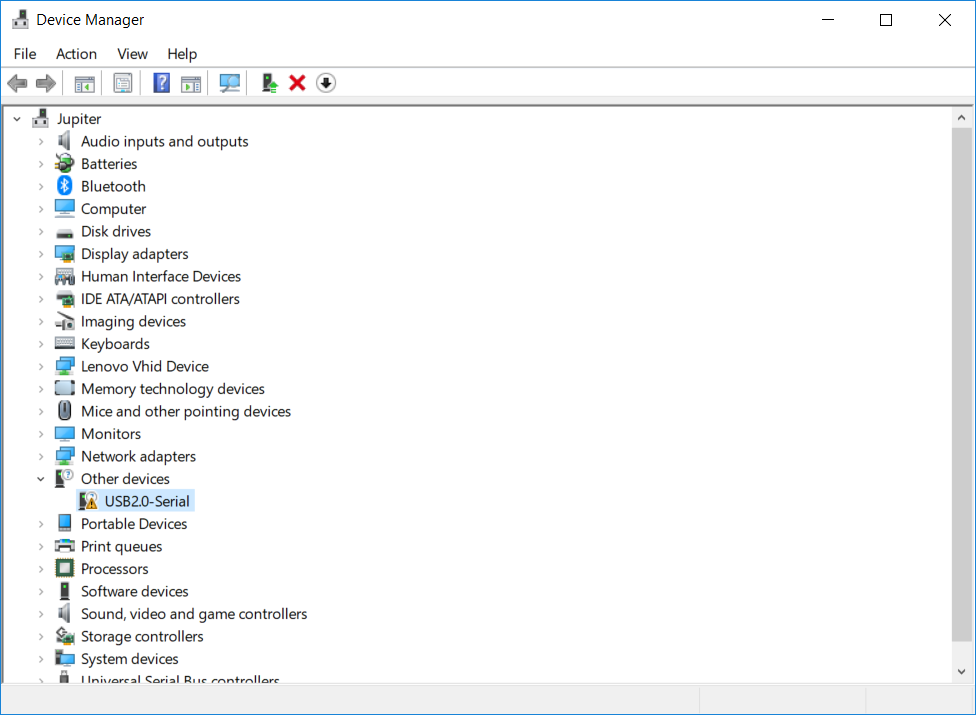 Device Manager
File Action View Help
Jupiter
Audio inputs and outputs
Batteries
Bluetooth
Computer
Disk drives
Display adapters
Human Interface Devices
IDE ATA/ATAPI controllers
Imaging devices
Keyboards
Lenovo Vhid Device
Memory technology devices
Mice and other pointing devices
Monitors
Network adapters
Other devices
USB2.0-Serial
Portable Devices
Print queues
Processors
Software devices
Sound, video and game controllers
Storage controllers
System devices
Universal Serial Bus controllers